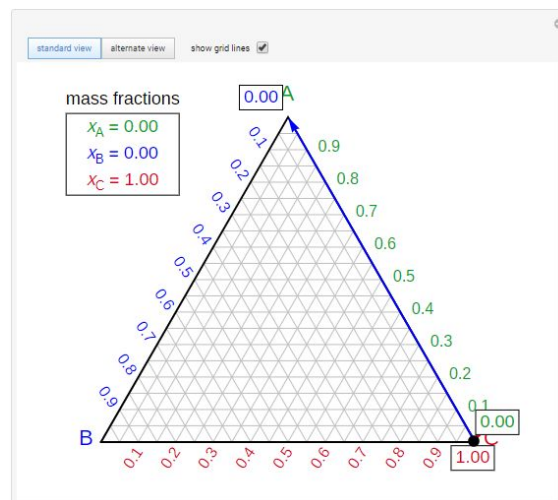 standard view alternate view show grid lines
mass fractions
xA = 0.00
xB = 0.00
xC = 1.00
0.00 A
0.1
0.2
0.3
0.4
0.5
0.6
0.7
0.8
0.9
0.9
0.8
0.7
0.6
0.5
0.4
0.3
0.2
0.1
0.00
B
C
1.00
0.1 0.2 0.3 0.4 0.5 0.6 0.7 0.8 0.9